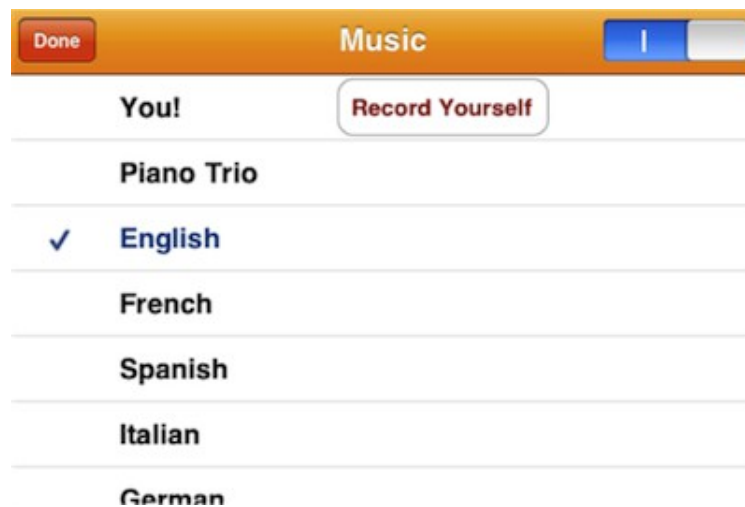 Done Music
You! Record Yourself
Piano Trio
English
French
Spanish
Italian
German